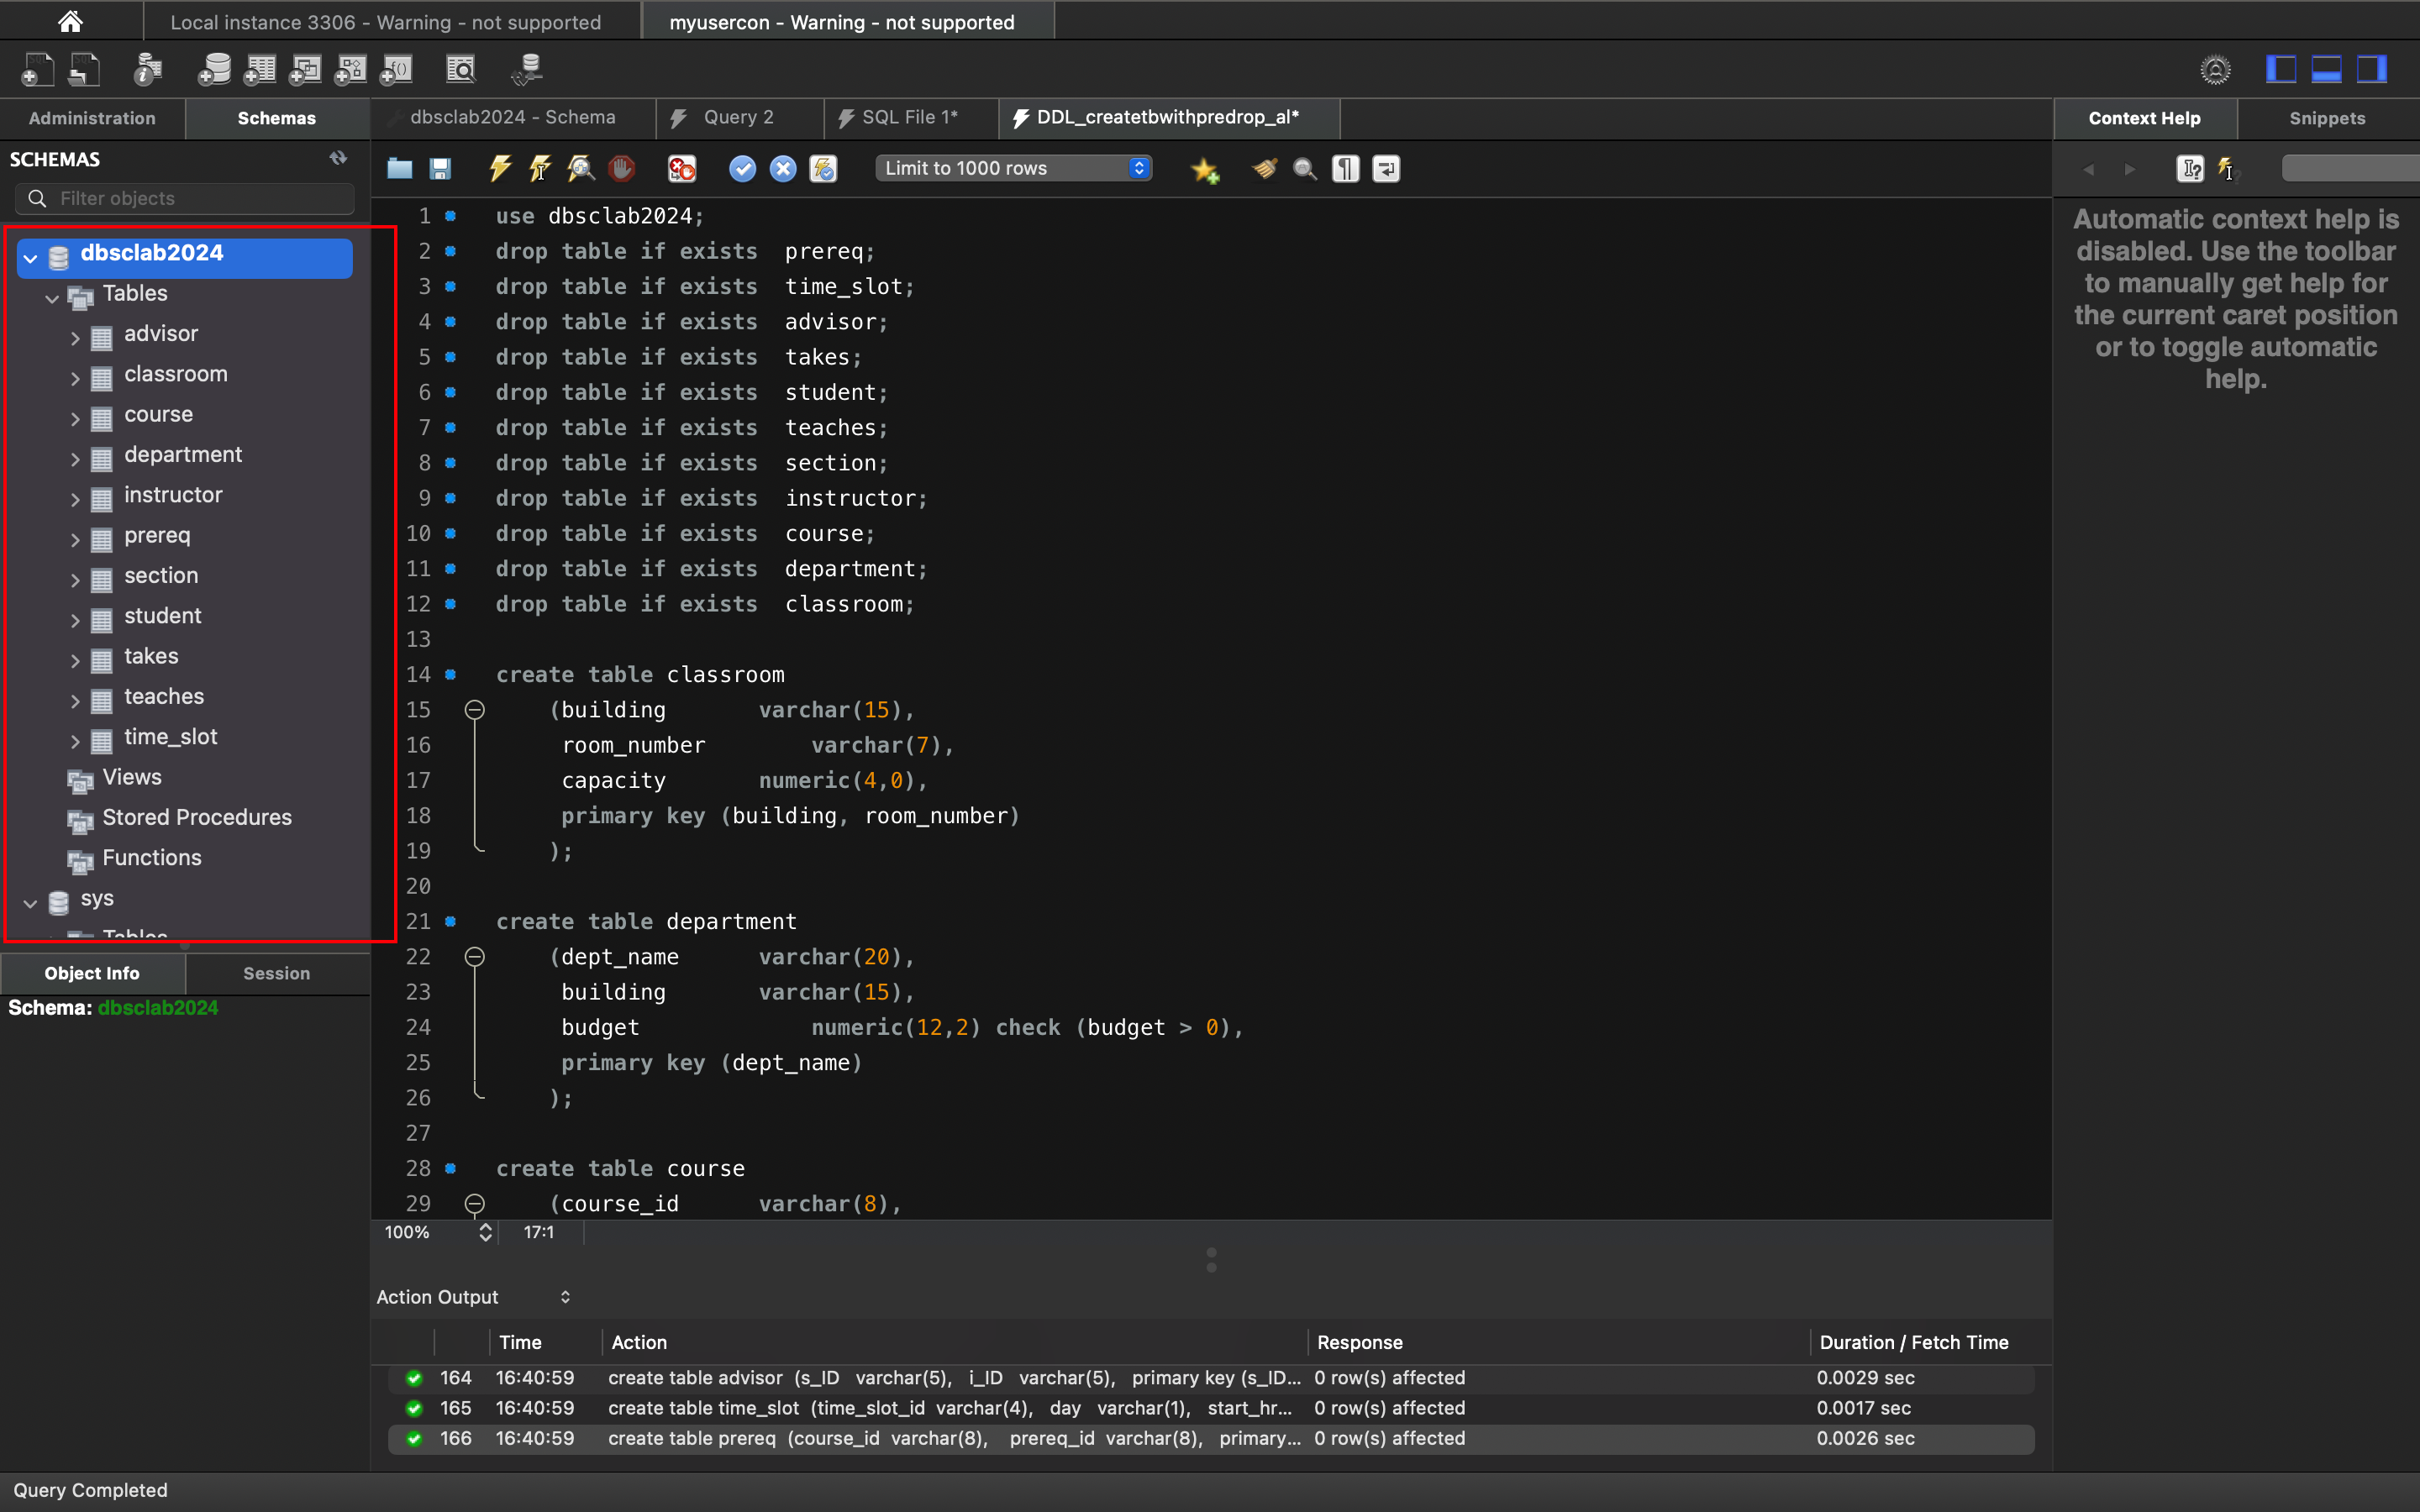 Local instance 3306 - Warning - not supported
myusercon - Warning - not supported
Administration
Schemas
dbsclab2024 - Schema
Query 2
SQL File 1*
DDL_createtbwithpredrop_al*
Context Help
Snippets
SCHEMAS
Filter objects
Limit to 1000 rows
dbsclab2024
Tables
advisor
classroom
course
department
instructor
prereq
section
student
takes
teaches
time_slot
Views
Stored Procedures
Functions
sys
Tables
Object Info
Session
Schema: dbsclab2024
1 use dbsclab2024;
2 drop table if exists prereq;
3 drop table if exists time_slot;
4 drop table if exists advisor;
5 drop table if exists takes;
6 drop table if exists student;
7 drop table if exists teaches;
8 drop table if exists section;
9 drop table if exists instructor;
10 drop table if exists course;
11 drop table if exists department;
12 drop table if exists classroom;
13
14 create table classroom
15 (building varchar(15),
16 room_number varchar(7),
17 capacity numeric(4,0),
18 primary key (building, room_number)
19 );
20
21 create table department
22 (dept_name varchar(20),
23 building varchar(15),
24 budget numeric(12,2) check (budget > 0),
25 primary key (dept_name)
26 );
27
28 create table course
29 (course_id varchar(8),
100% 17:1
Automatic context help is
disabled. Use the toolbar
to manually get help for
the current caret position
or to toggle automatic
help.
Action Output
Time Action Response Duration / Fetch Time
164 16:40:59 create table advisor (s_ID varchar(5), i_ID varchar(5), primary key (s_ID... 0 row(s) affected 0.0029 sec
165 16:40:59 create table time_slot (time_slot_id varchar(4), day varchar(1), start_hr... 0 row(s) affected 0.0017 sec
166 16:40:59 create table prereq (course_id varchar(8), prereq_id varchar(8), primary... 0 row(s) affected 0.0026 sec
Query Completed